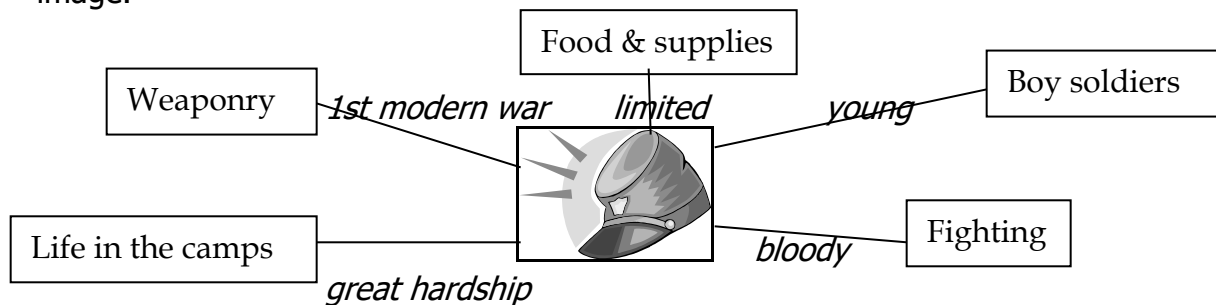 image.
Food & supplies
Weaponry
1st modern war
limited
young
Boy soldiers
Life in the camps
great hardship
bloody
Fighting